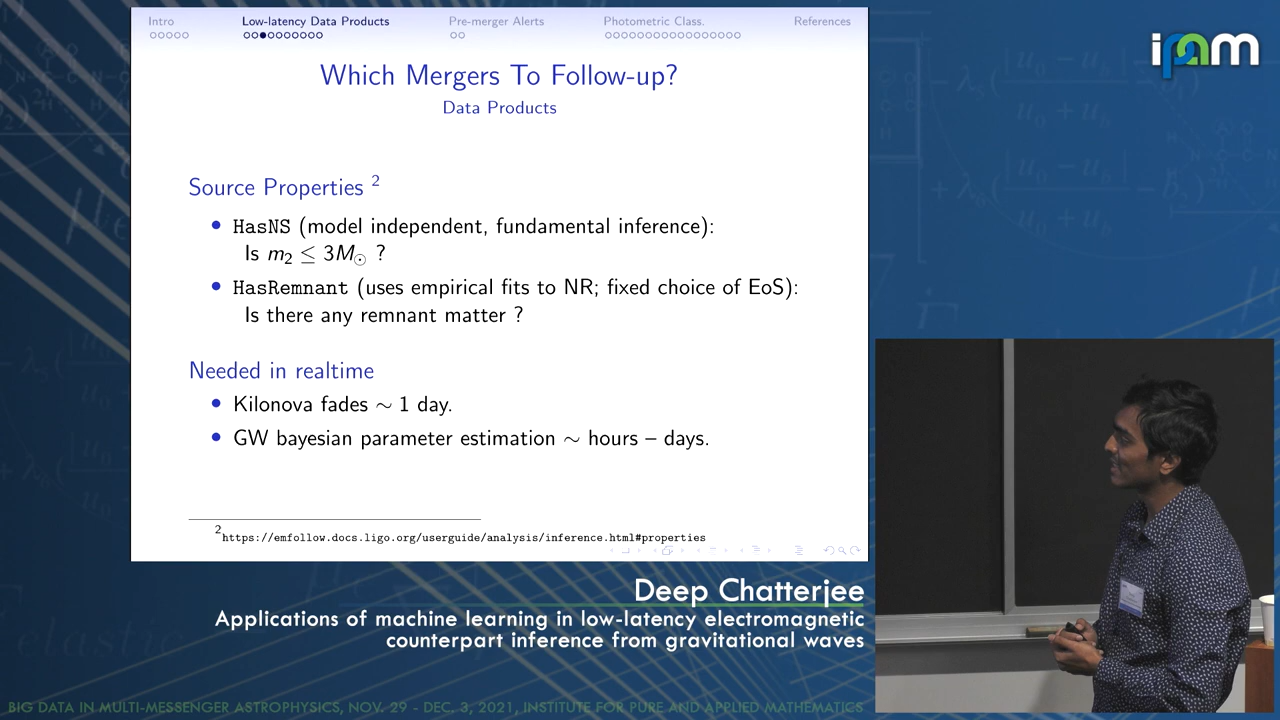 Intro Low-latency Data Products Pre-merger Alerts Photometric Class. References
ipam
Which Mergers To Follow-up?
Data Products
Source Properties 2
• HasNS (model independent, fundamental inference):
Is m₂ ≤ 3M☉ ?
• HasRemnant (uses empirical fits to NR; fixed choice of EoS):
Is there any remnant matter ?
Needed in realtime
• Kilonova fades ∼ 1 day.
• GW bayesian parameter estimation ∼ hours – days.
2 https://emfollow.docs.ligo.org/userguide/analysis/inference.html#properties
Deep Chatterjee
Applications of machine learning in low-latency electromagnetic
counterpart inference from gravitational waves
BIG DATA IN MULTI-MESSENGER ASTROPHYSICS, NOV. 29 - DEC. 3, 2021, INSTITUTE FOR PURE AND APPLIED MATHEMATICS